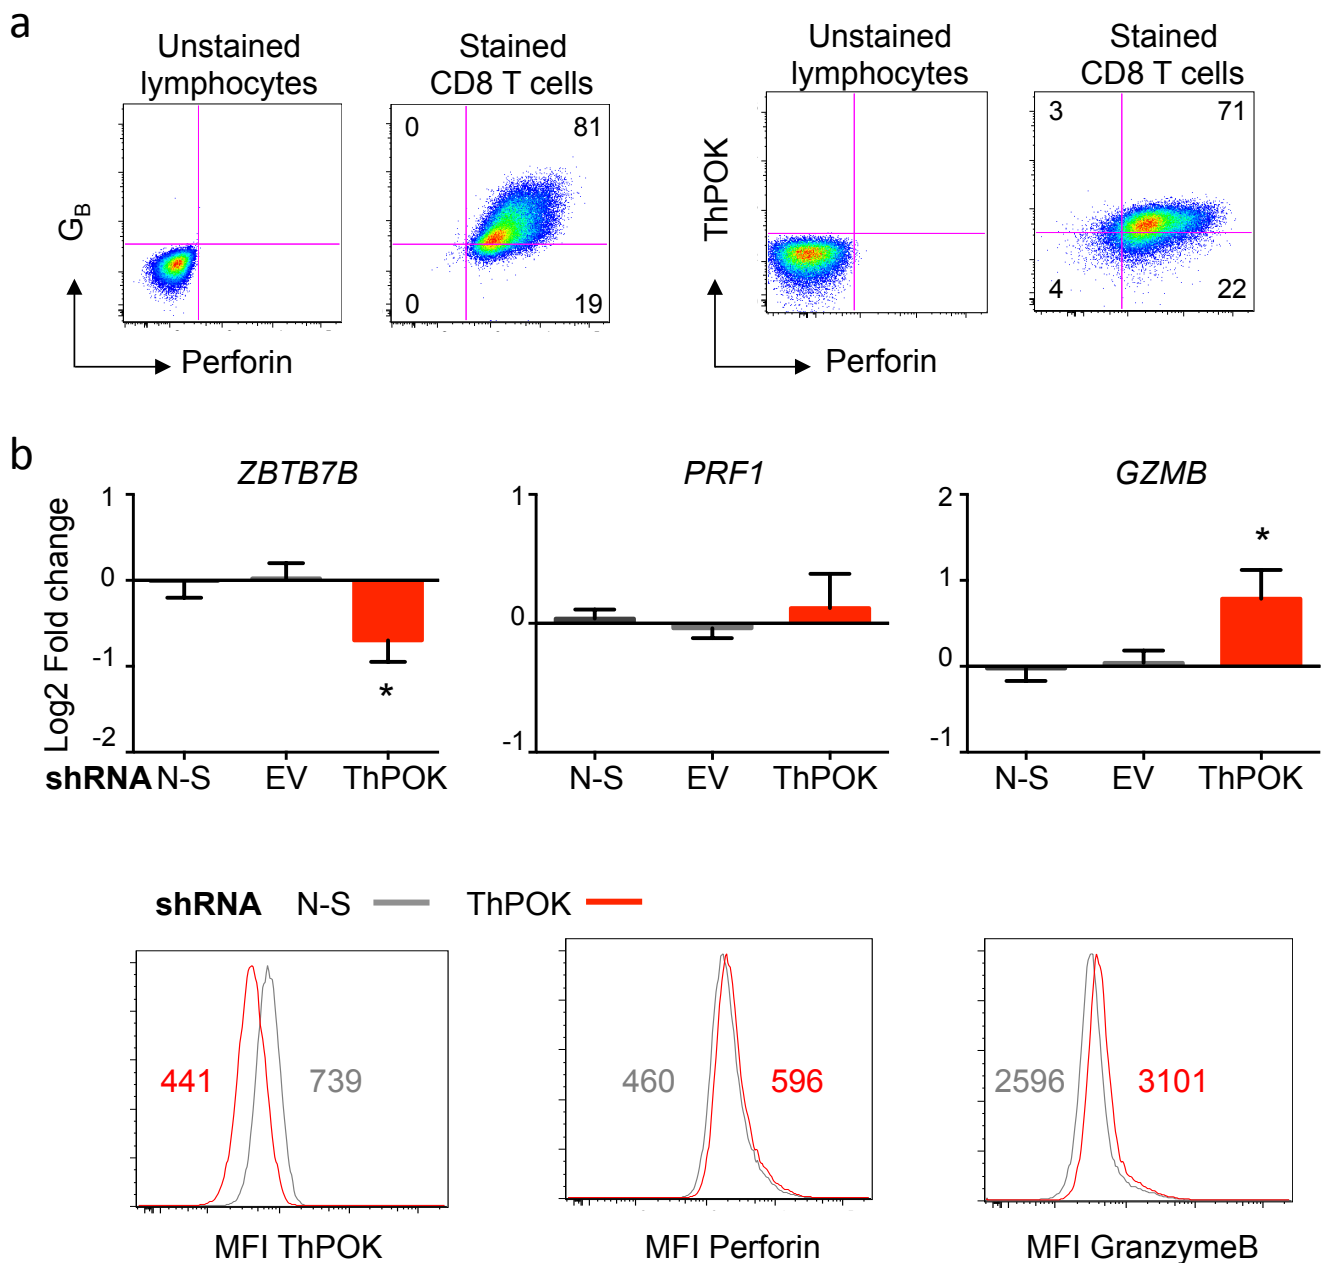 a
Unstained
lymphocytes
Stained
CD8 T cells
Unstained
lymphocytes
Stained
CD8 T cells
0
81
0
19
GB
Perforin
3
71
4
22
ThPOK
Perforin
b
ZBTB7B
PRF1
GZMB
Log2 Fold change
1
0
-1
-2
*
1
0
-1
2
1
0
-1
*
shRNA N-S EV ThPOK
N-S EV ThPOK
N-S EV ThPOK
shRNA N-S ThPOK
441
739
460
596
2596
3101
MFI ThPOK
MFI Perforin
MFI GranzymeB